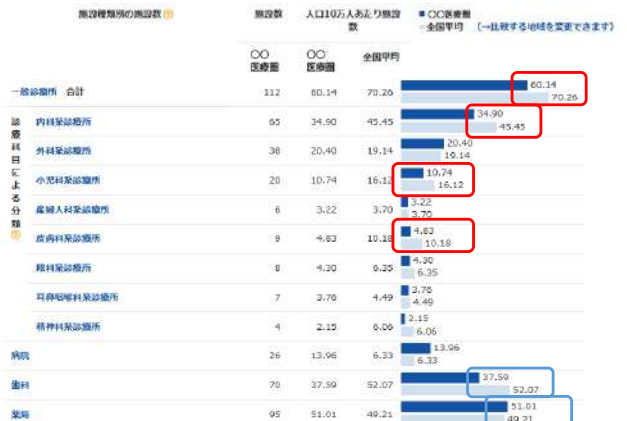 施設種類別の施設数 施設数 人口10万人あたり施設数 ■ 〇〇医療圏
全国平均 (→比較する地域を変更できます)
〇〇医療圏 〇〇医療圏 全国平均
一般診療所 合計 112 60.14 70.26 60.14 70.26
診療科目による分類
内科系診療所 65 34.90 45.45 34.90 45.45
外科系診療所 38 20.40 19.14 20.40 19.14
小児科系診療所 20 10.74 16.12 10.74 16.12
産婦人科系診療所 6 3.22 3.70 3.22 3.70
皮膚科系診療所 9 4.83 10.18 4.83 10.18
眼科系診療所 8 4.30 6.35 4.30 6.35
耳鼻咽喉科系診療所 7 3.76 4.49 3.76 4.49
精神科系診療所 4 2.15 6.06 2.15 6.06
病院 26 13.96 6.33 13.96 6.33
歯科 70 37.59 52.07 37.59 52.07
薬局 95 51.01 49.21 51.01 49.21